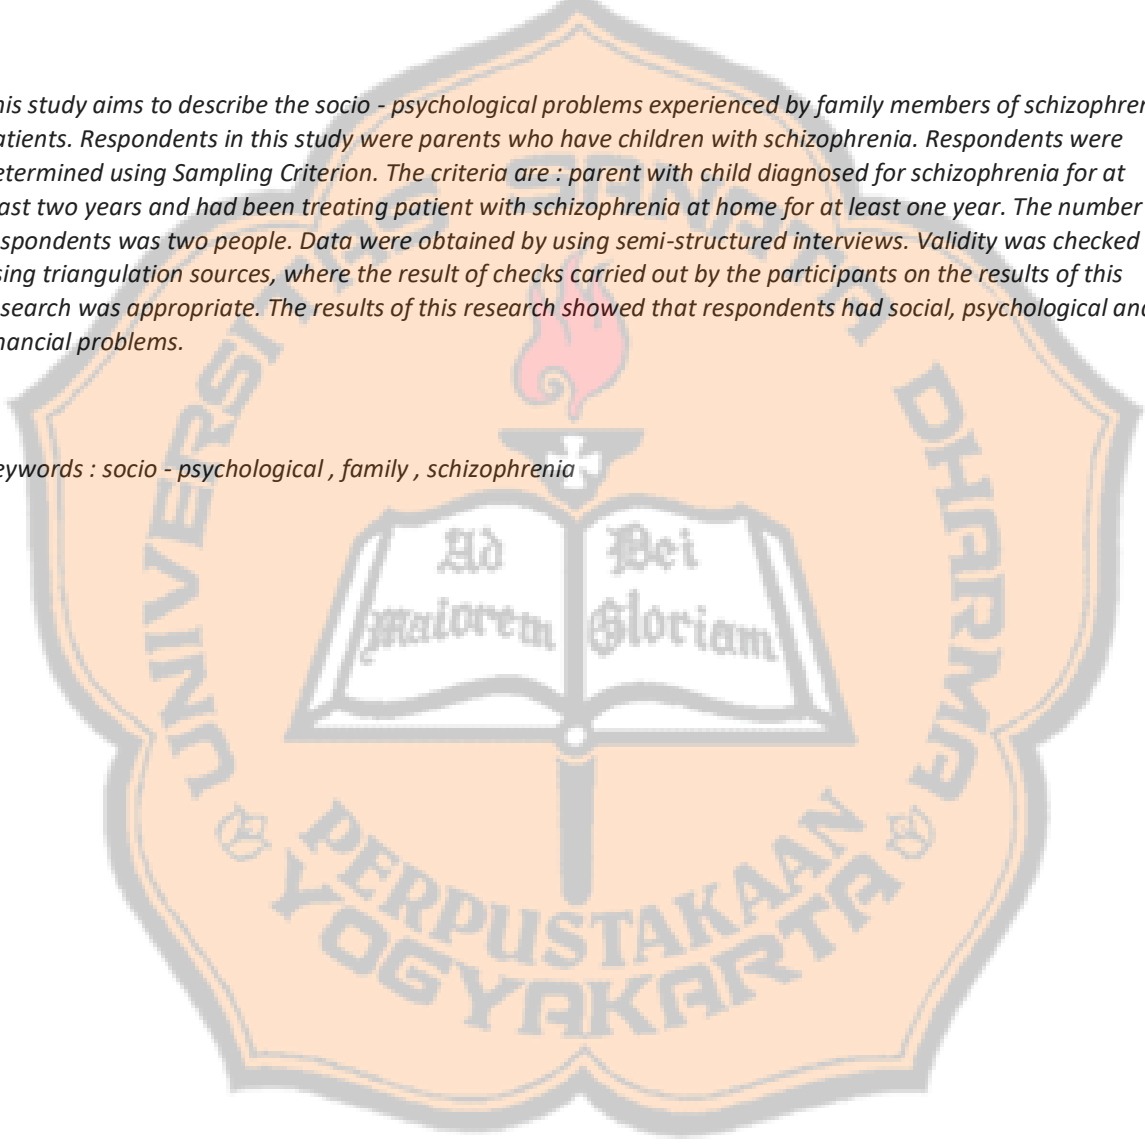 his study aims to describe the socio - psychological problems experienced by family members of schizophren
atients. Respondents in this study were parents who have children with schizophrenia. Respondents were
etermined using Sampling Criterion. The criteria are : parent with child diagnosed for schizophrenia for at
ast two years and had been treating patient with schizophrenia at home for at least one year. The number
spondents was two people. Data were obtained by using semi-structured interviews. Validity was checked
sing triangulation sources, where the result of checks carried out by the participants on the results of this
search was appropriate. The results of this research showed that respondents had social, psychological and
nancial problems.
eywords : socio - psychological , family , schizophrenia
UNIVERSITAS SANATA DHARMA
Ad Dei
maiorem Gloriam
PERPUSTAKAAN
YOGYAKARTA